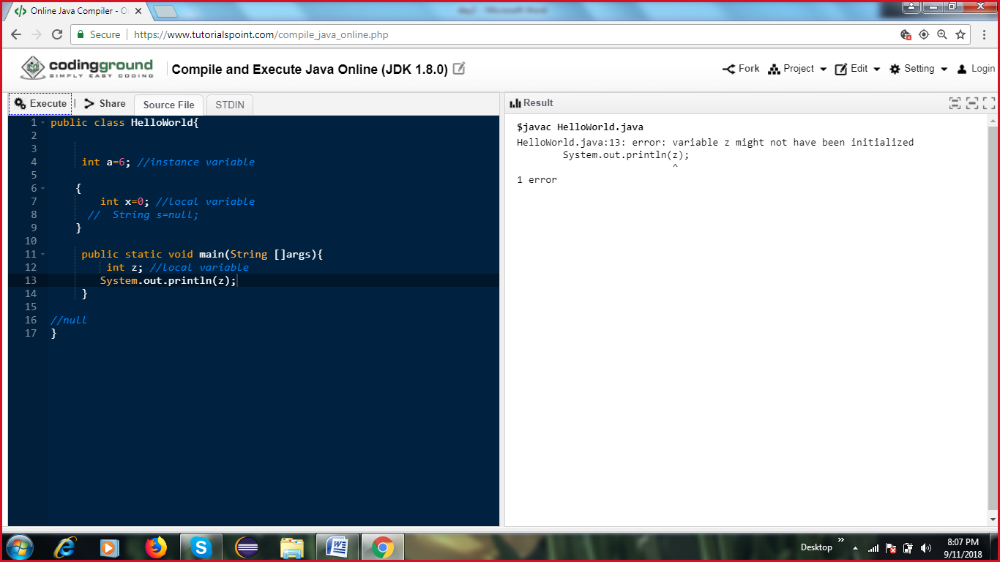 Online Java Compiler - O
Secure https://www.tutorialspoint.com/compile_java_online.php
codingground
SIMPLY EASY CODING
Compile and Execute Java Online (JDK 1.8.0)
Fork Project Edit Setting Login
Execute Share Source File STDIN
1 public class HelloWorld{
2
3
4 int a=6; //instance variable
5
6 {
7 int x=0; //local variable
8 // String s=null;
9 }
10
11 public static void main(String []args){
12 int z; //local variable
13 System.out.println(z);
14 }
15
16 //null
17 }
Result
$javac HelloWorld.java
HelloWorld.java:13: error: variable z might not have been initialized
System.out.println(z);
^
1 error
Desktop »
8:07 PM
9/11/2018